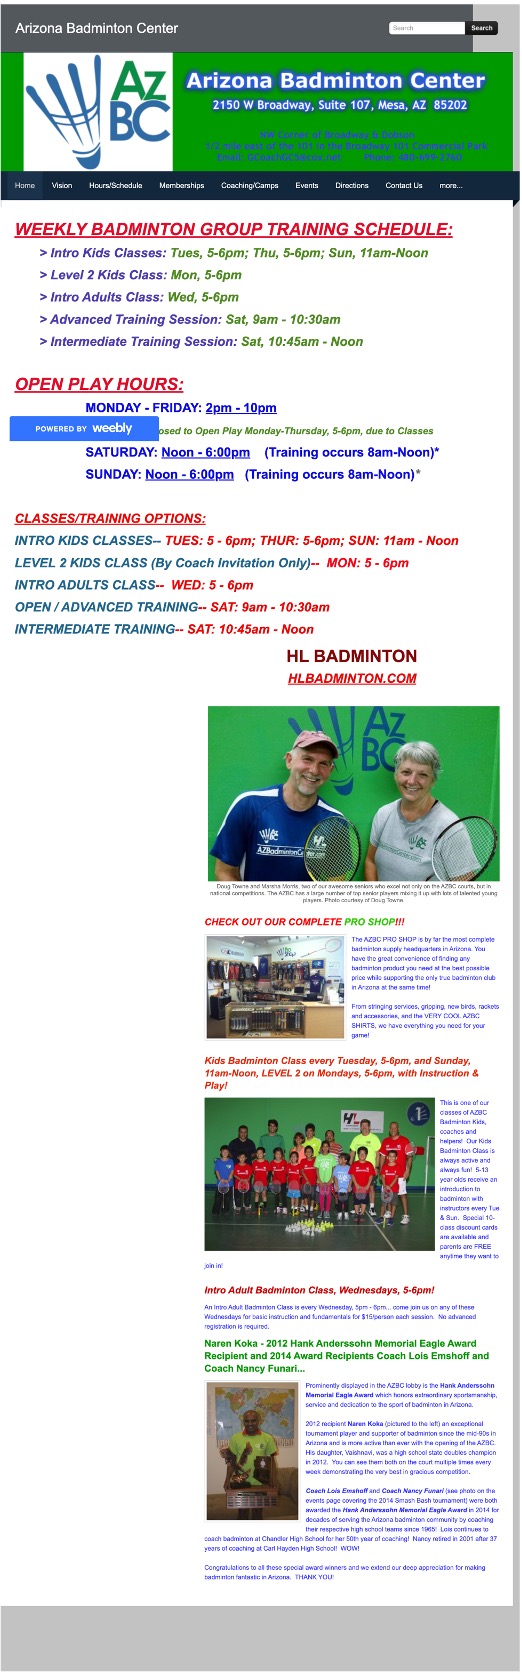 Arizona Badminton Center
Search
Search
Az
BC
Arizona Badminton Center
2150 W Broadway, Suite 107, Mesa, AZ  85202
NW Corner of Broadway & Dobson
1/2 mile east of the 101 in the Broadway 101 Commercial Park
Email: GCoachGC5@cox.net     Phone: 480-699-2760
Home Vision Hours/Schedule Memberships Coaching/Camps Events Directions Contact Us more...
WEEKLY BADMINTON GROUP TRAINING SCHEDULE:
> Intro Kids Classes: Tues, 5-6pm; Thu, 5-6pm; Sun, 11am-Noon
> Level 2 Kids Class: Mon, 5-6pm
> Intro Adults Class: Wed, 5-6pm
> Advanced Training Session: Sat, 9am - 10:30am
> Intermediate Training Session: Sat, 10:45am - Noon
OPEN PLAY HOURS:
MONDAY - FRIDAY: 2pm - 10pm
POWERED BY weebly
osed to Open Play Monday-Thursday, 5-6pm, due to Classes
SATURDAY: Noon - 6:00pm    (Training occurs 8am-Noon)*
SUNDAY: Noon - 6:00pm   (Training occurs 8am-Noon)*
CLASSES/TRAINING OPTIONS:
INTRO KIDS CLASSES-- TUES: 5 - 6pm; THUR: 5-6pm; SUN: 11am - Noon
LEVEL 2 KIDS CLASS (By Coach Invitation Only)--  MON: 5 - 6pm
INTRO ADULTS CLASS--  WED: 5 - 6pm
OPEN / ADVANCED TRAINING-- SAT: 9am - 10:30am
INTERMEDIATE TRAINING-- SAT: 10:45am - Noon
HL BADMINTON
HLBADMINTON.COM
AZ
BC
AZBadmintonCenter
Doug Towne and Marsha Morris, two of our awesome seniors who excel not only on the AZBC courts, but in
national competitions. The AZBC has a large number of top senior players mixing it up with lots of talented young
players. Photo courtesy of Doug Towne.
CHECK OUT OUR COMPLETE PRO SHOP!!!
The AZBC PRO SHOP is by far the most complete
badminton supply headquarters in Arizona. You
have the great convenience of finding any
badminton product you need at the best possible
price while supporting the only true badminton club
in Arizona at the same time!
From stringing services, gripping, new birds, rackets
and accessories, and the VERY COOL AZBC
SHIRTS, we have everything you need for your
game!
Kids Badminton Class every Tuesday, 5-6pm, and Sunday,
11am-Noon, LEVEL 2 on Mondays, 5-6pm, with Instruction &
Play!
HL
1
This is one of our
classes of AZBC
Badminton Kids,
coaches and
helpers!  Our Kids
Badminton Class is
always active and
always fun!  5-13
year olds receive an
introduction to
badminton with
instructors every Tue
& Sun.  Special 10-
class discount cards
are available and
parents are FREE
anytime they want to
join in!
Intro Adult Badminton Class, Wednesdays, 5-6pm!
An Intro Adult Badminton Class is every Wednesday, 5pm - 6pm... come join us on any of these
Wednesdays for basic instruction and fundamentals for $15/person each session.  No advanced
registration is required.
Naren Koka - 2012 Hank Anderssohn Memorial Eagle Award
Recipient and 2014 Award Recipients Coach Lois Emshoff and
Coach Nancy Funari...
Prominently displayed in the AZBC lobby is the Hank Anderssohn
Memorial Eagle Award which honors extraordinary sportsmanship,
service and dedication to the sport of badminton in Arizona.
2012 recipient Naren Koka (pictured to the left) an exceptional
tournament player and supporter of badminton since the mid-90s in
Arizona and is more active than ever with the opening of the AZBC.
His daughter, Vaishnavi, was a high school state doubles champion
in 2012.  You can see them both on the court multiple times every
week demonstrating the very best in gracious competition.
Coach Lois Emshoff and Coach Nancy Funari (see photo on the
events page covering the 2014 Smash Bash tournament) were both
awarded the Hank Anderssohn Memorial Eagle Award in 2014 for
decades of serving the Arizona badminton community by coaching
their respective high school teams since 1965!  Lois continues to
coach badminton at Chandler High School for her 50th year of coaching!  Nancy retired in 2001 after 37
years of coaching at Carl Hayden High School!  WOW!
Congratulations to all these special award winners and we extend our deep appreciation for making
badminton fantastic in Arizona.  THANK YOU!